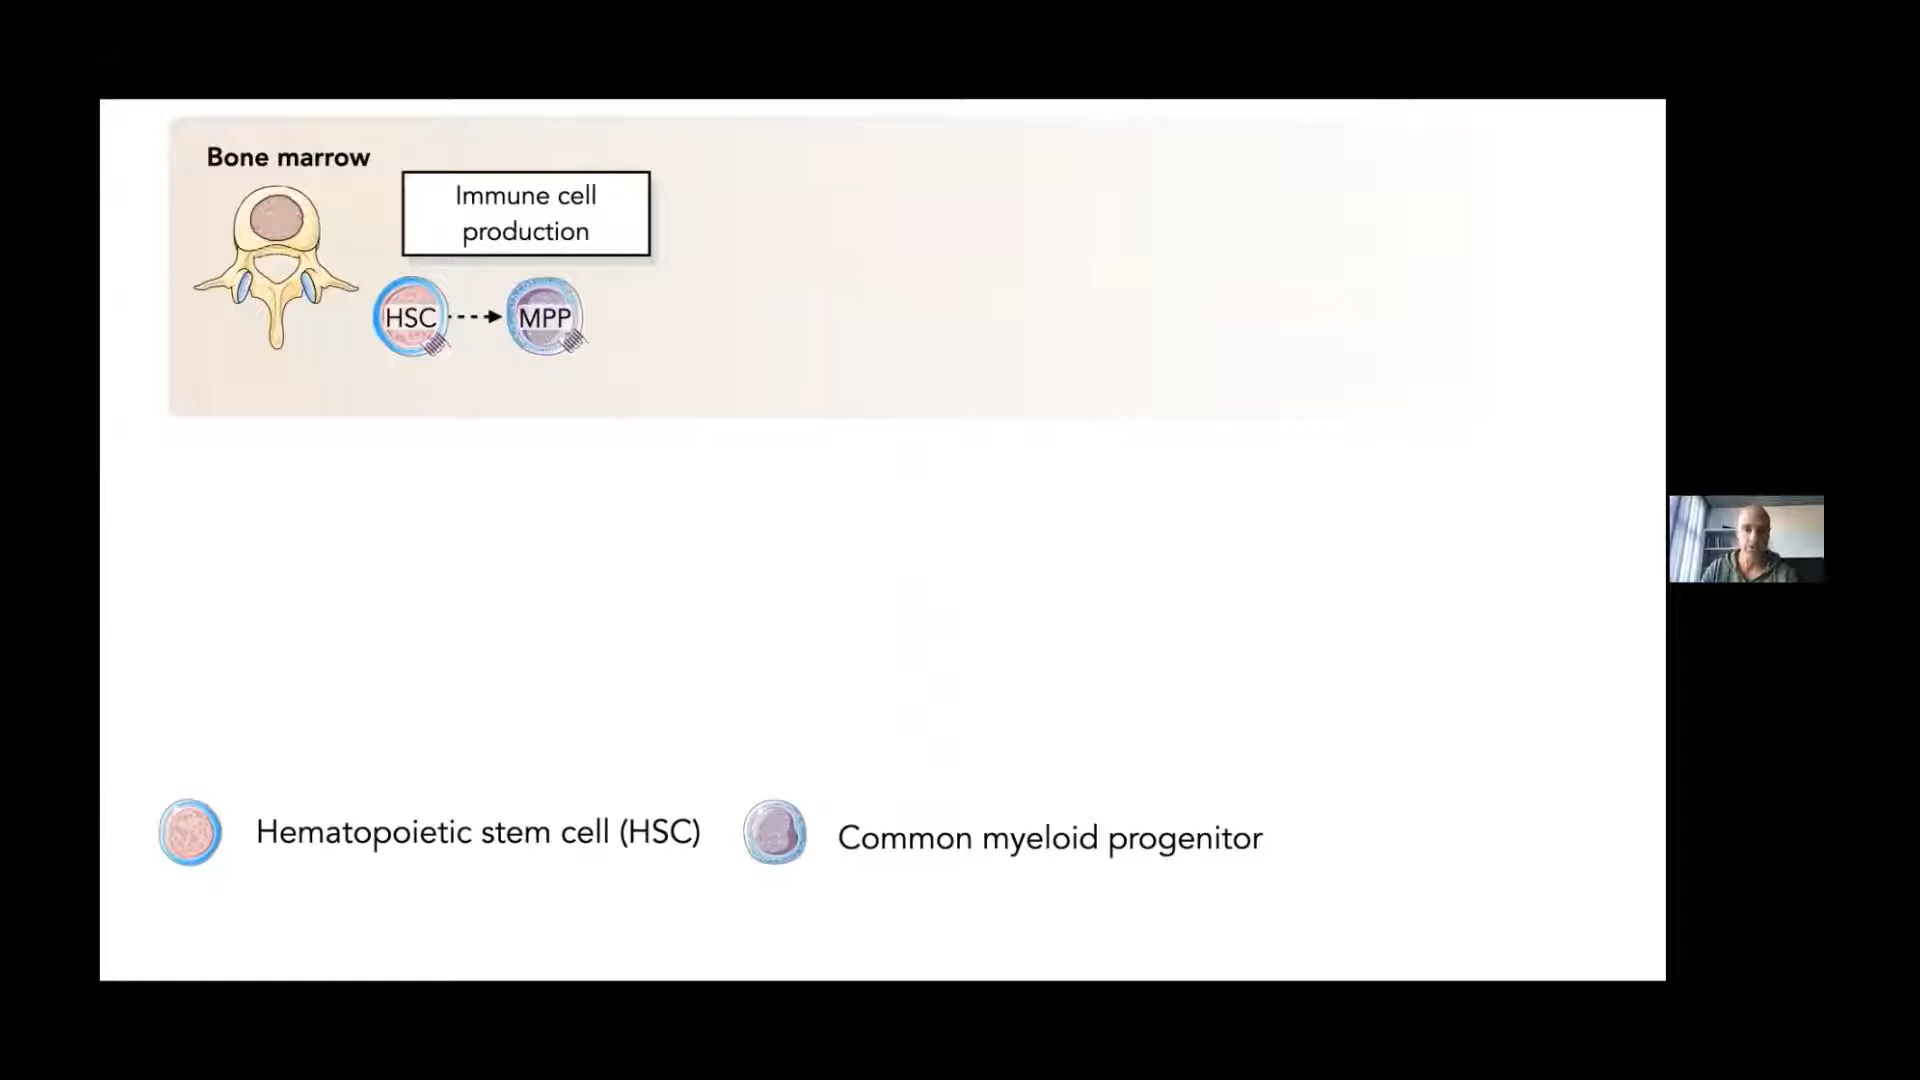 Bone marrow
Immune cell
production
HSC
MPP
Hematopoietic stem cell (HSC)
Common myeloid progenitor